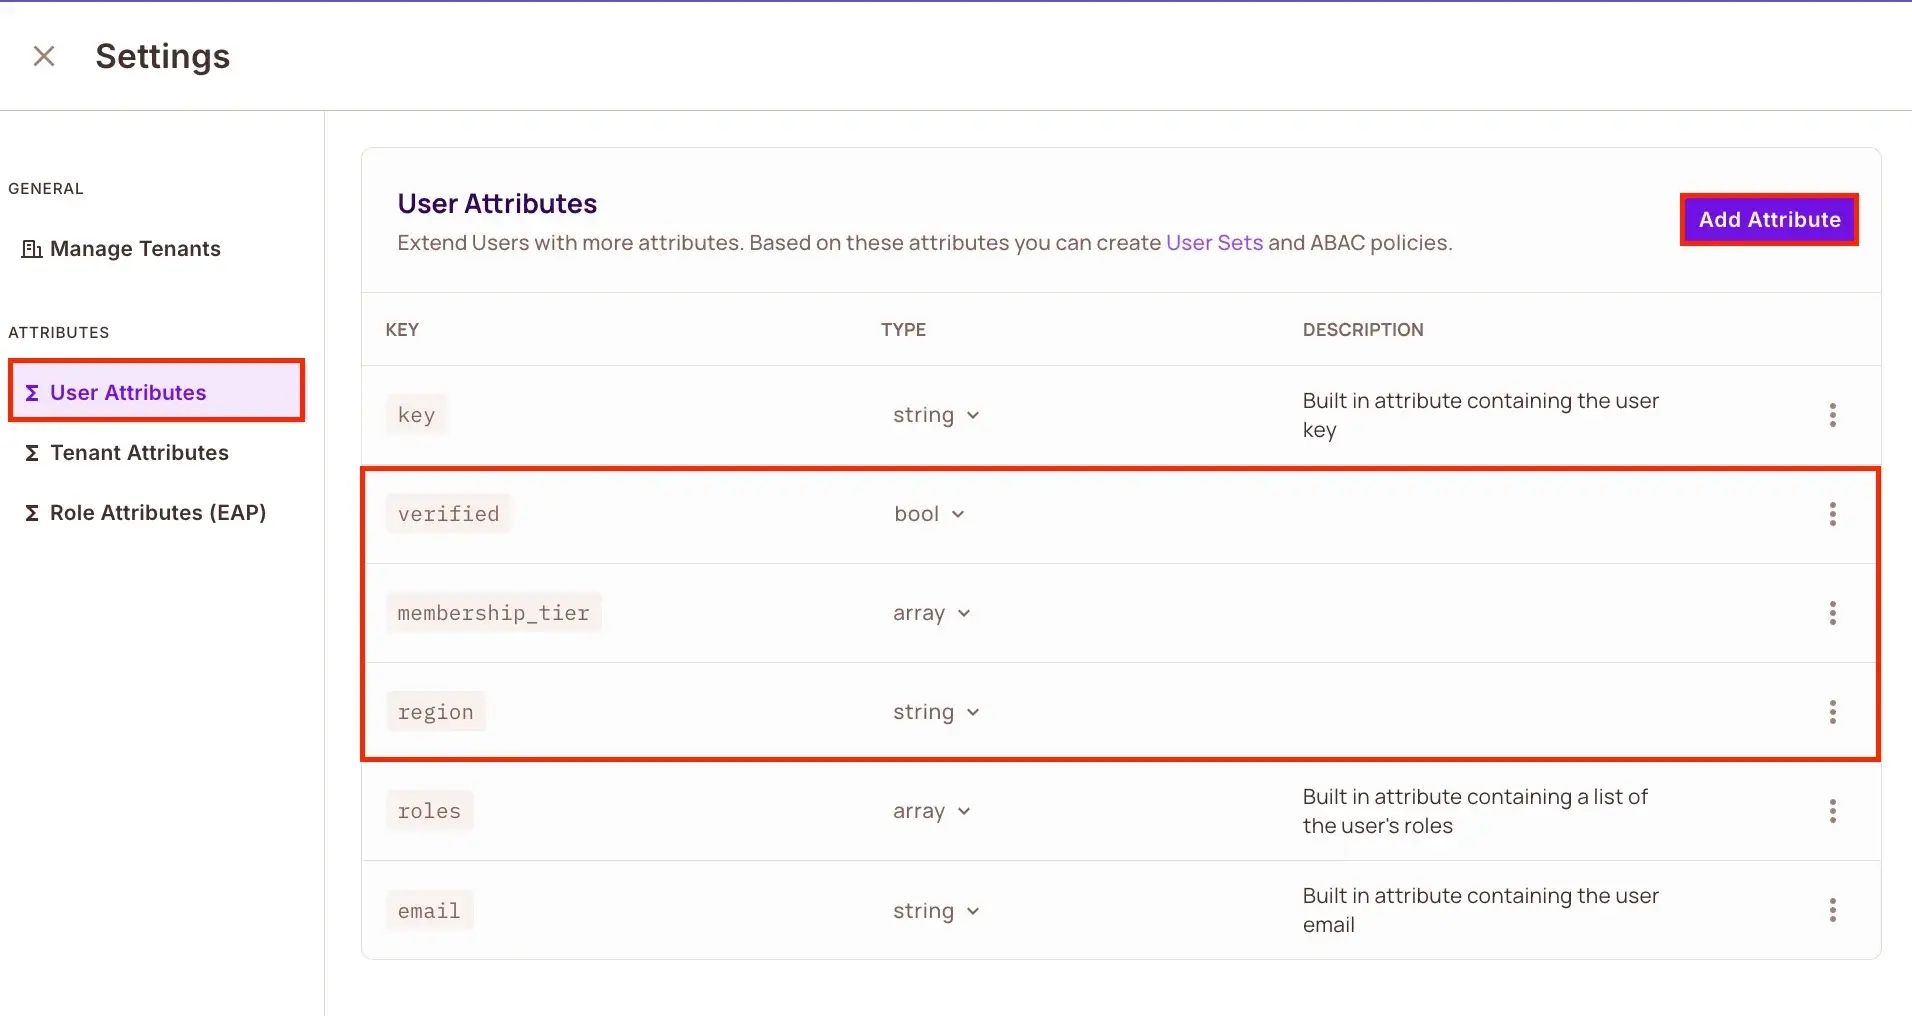 Settings
GENERAL
Manage Tenants
ATTRIBUTES
User Attributes
Tenant Attributes
Role Attributes (EAP)
User Attributes
Extend Users with more attributes. Based on these attributes you can create User Sets and ABAC policies.
Add Attribute
KEY TYPE DESCRIPTION
key string Built in attribute containing the user
key
verified bool
membership_tier array
region string
roles array Built in attribute containing a list of
the user's roles
email string Built in attribute containing the user
email